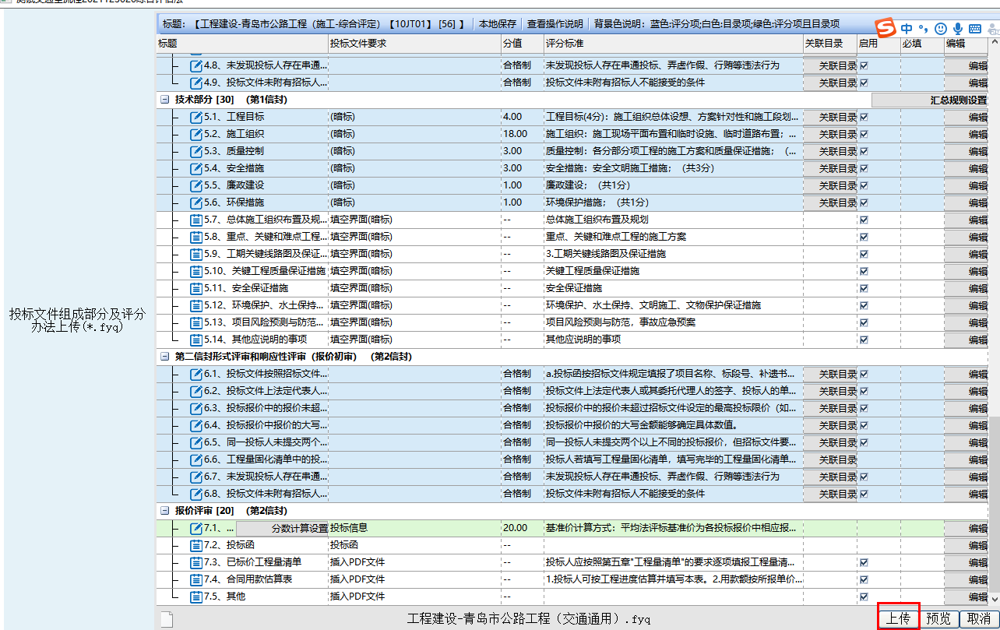 标题：【工程建设-青岛市公路工程（施工-综合评定）【10JT01】[56] 】 本地保存 查看操作说明 背景色说明：蓝色:评分项;白色:目录项;绿色:评分项且目录项
标题 投标文件要求 分值 评分标准 关联目录 启用 必填 编辑
4.8、未发现投标人存在串通... 合格制 未发现投标人存在串通投标、弄虚作假、行贿等违法行为 关联目录 编辑
4.9、投标文件未附有招标人... 合格制 投标文件未附有招标人不能接受的条件 关联目录 编辑
技术部分 [30] (第1信封) 汇总规则设置
5.1、工程目标 (暗标) 4.00 工程目标(4分)：施工组织总体设想、方案针对性和施工段划... 关联目录 编辑
5.2、施工组织 (暗标) 18.00 施工组织：施工现场平面布置和临时设施、临时道路布置；... 关联目录 编辑
5.3、质量控制 (暗标) 3.00 质量控制：各分部分项工程的施工方案和质量保证措施；（... 关联目录 编辑
5.4、安全措施 (暗标) 3.00 安全措施：安全文明施工措施；（共3分） 关联目录 编辑
5.5、廉政建设 (暗标) 1.00 廉政建设；（共1分） 关联目录 编辑
5.6、环保措施 (暗标) 1.00 环境保护措施；（共1分） 关联目录 编辑
5.7、总体施工组织布置及规... 填空界面(暗标) -- 总体施工组织布置及规划 编辑
5.8、重点、关键和难点工程... 填空界面(暗标) -- 重点、关键和难点工程的施工方案 编辑
5.9、工期关键线路图及保证... 填空界面(暗标) -- 3.工期关键线路图及保证措施 编辑
5.10、关键工程质量保证措施 填空界面(暗标) -- 关键工程质量保证措施 编辑
5.11、安全保证措施 填空界面(暗标) -- 安全保证措施 编辑
5.12、环境保护、水土保持... 填空界面(暗标) -- 环境保护、水土保持、文明施工、文物保护保证措施 编辑
5.13、项目风险预测与防范... 填空界面(暗标) -- 项目风险预测与防范，事故应急预案 编辑
5.14、其他应说明的事项 填空界面(暗标) -- 其他应说明的事项 编辑
投标文件组成部分及评分
办法上传(*.fyq)
第二信封形式评审和响应性评审（报价初审） (第2信封)
6.1、投标文件按照招标文件... 合格制 a.投标函按招标文件规定填报了项目名称、标段号、补遗书... 关联目录 编辑
6.2、投标文件上法定代表人... 合格制 投标文件上法定代表人或其委托代理人的签字、投标人的单... 关联目录 编辑
6.3、投标报价中的报价未超... 合格制 投标报价中的报价未超过招标文件设定的最高投标限价（如... 关联目录 编辑
6.4、投标报价中报价的大写... 合格制 投标报价中报价的大写金额能够确定具体数值。 关联目录 编辑
6.5、同一投标人未提交两个... 合格制 同一投标人未提交两个以上不同的投标报价，但招标文件要... 关联目录 编辑
6.6、工程量固化清单中的投... 合格制 投标人若填写工程量固化清单，填写完毕的工程量固化清单... 关联目录 编辑
6.7、未发现投标人存在串通... 合格制 未发现投标人存在串通投标、弄虚作假、行贿等违法行为 关联目录 编辑
6.8、投标文件未附有招标人... 合格制 投标文件未附有招标人不能接受的条件 关联目录 编辑
报价评审 [20] (第2信封)
7.1、... 分数计算设置 投标信息 20.00 基准价计算方式：平均法评标基准价为各投标报价中相应报... 编辑
7.2、投标函 投标函 -- 编辑
7.3、已标价工程量清单 插入PDF文件 -- 投标人应按照第五章"工程量清单"的要求逐项填报工程量清... 编辑
7.4、合同用款估算表 插入PDF文件 -- 1.投标人可按工程进度估算并填写本表。2.用款额按所报单价... 编辑
7.5、其他 插入PDF文件 -- 编辑
工程建设-青岛市公路工程（交通通用）.fyq 上传 预览 取消